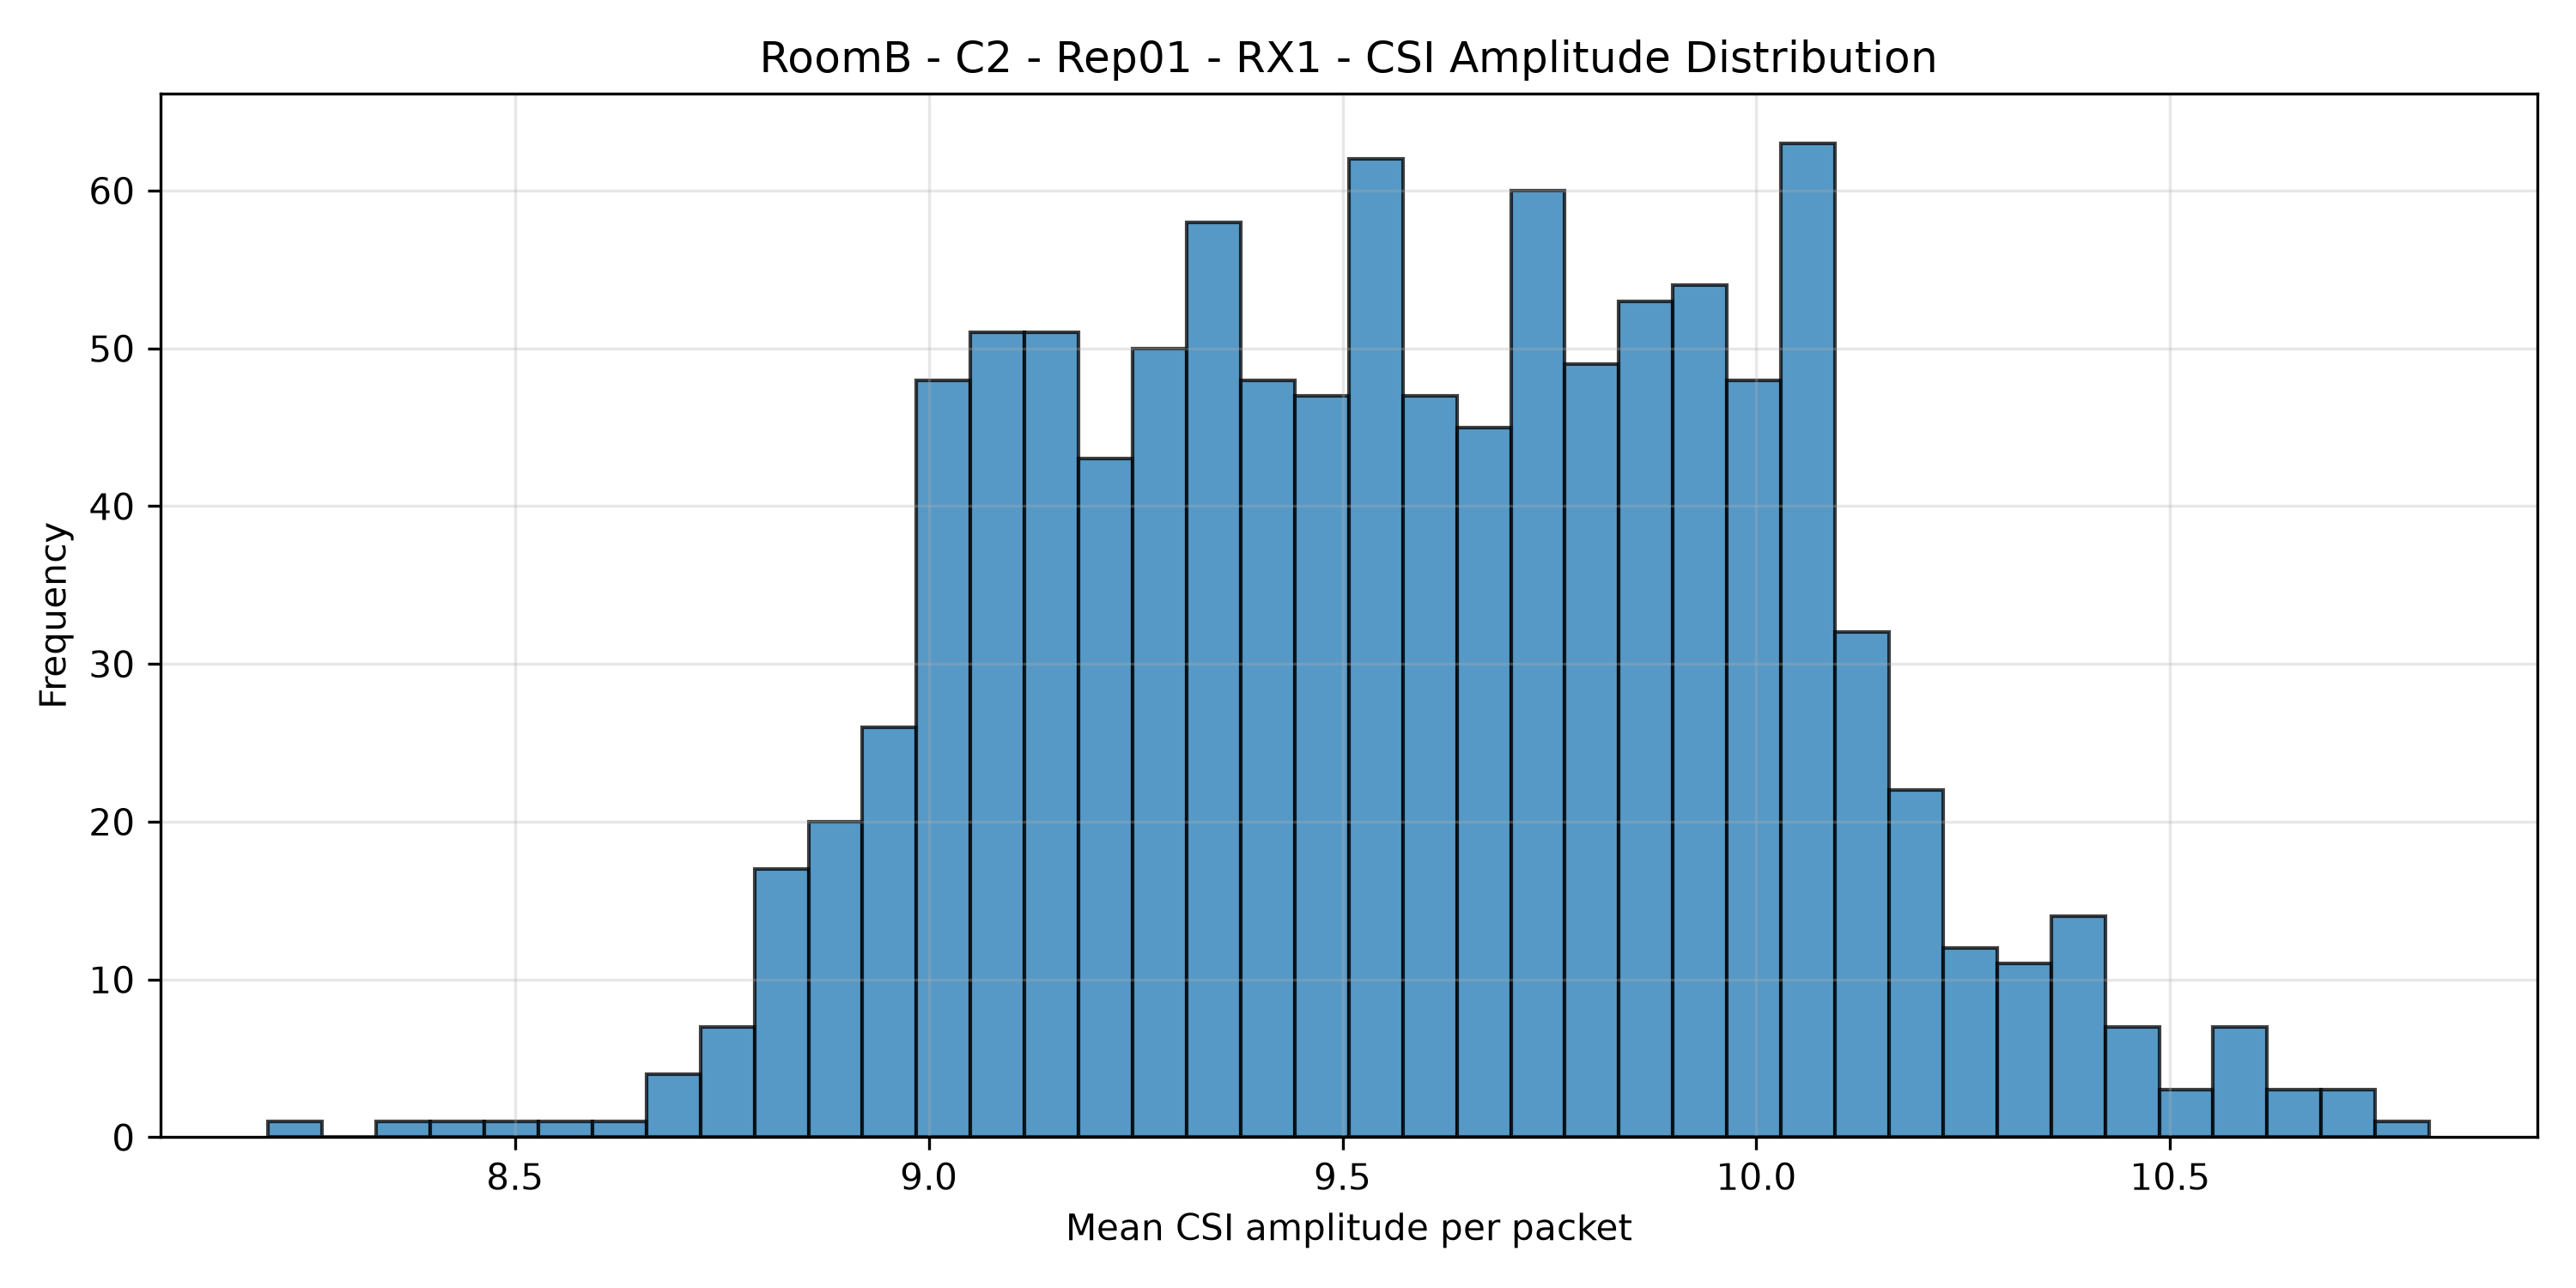 RoomB - C2 - Rep01 - RX1 - CSI Amplitude Distribution
Frequency
60
50
40
30
20
10
0
8.5 9.0 9.5 10.0 10.5
Mean CSI amplitude per packet